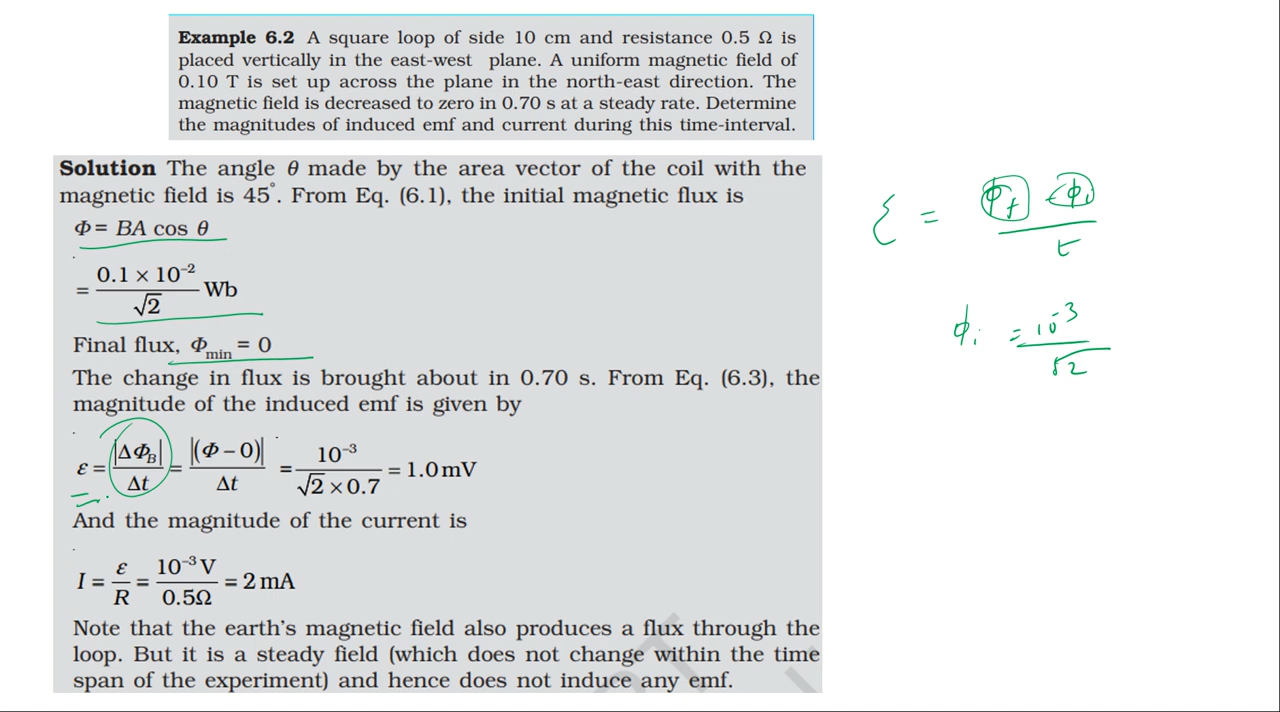 Example 6.2 A square loop of side 10 cm and resistance 0.5 Ω is
placed vertically in the east-west plane. A uniform magnetic field of
0.10 T is set up across the plane in the north-east direction. The
magnetic field is decreased to zero in 0.70 s at a steady rate. Determine
the magnitudes of induced emf and current during this time-interval.
Solution The angle θ made by the area vector of the coil with the
magnetic field is 45°. From Eq. (6.1), the initial magnetic flux is
Φ = BA cos θ
= 0.1 × 10⁻² / √2 Wb
Final flux, Φmin = 0
The change in flux is brought about in 0.70 s. From Eq. (6.3), the
magnitude of the induced emf is given by
ε = |ΔΦB| / Δt = |(Φ – 0)| / Δt = 10⁻³ / √2 × 0.7 = 1.0 mV
And the magnitude of the current is
I = ε / R = 10⁻³ V / 0.5Ω = 2 mA
Note that the earth's magnetic field also produces a flux through the
loop. But it is a steady field (which does not change within the time
span of the experiment) and hence does not induce any emf.
ε = ϕf - ϕi / t
ϕi = 10⁻³ / √2